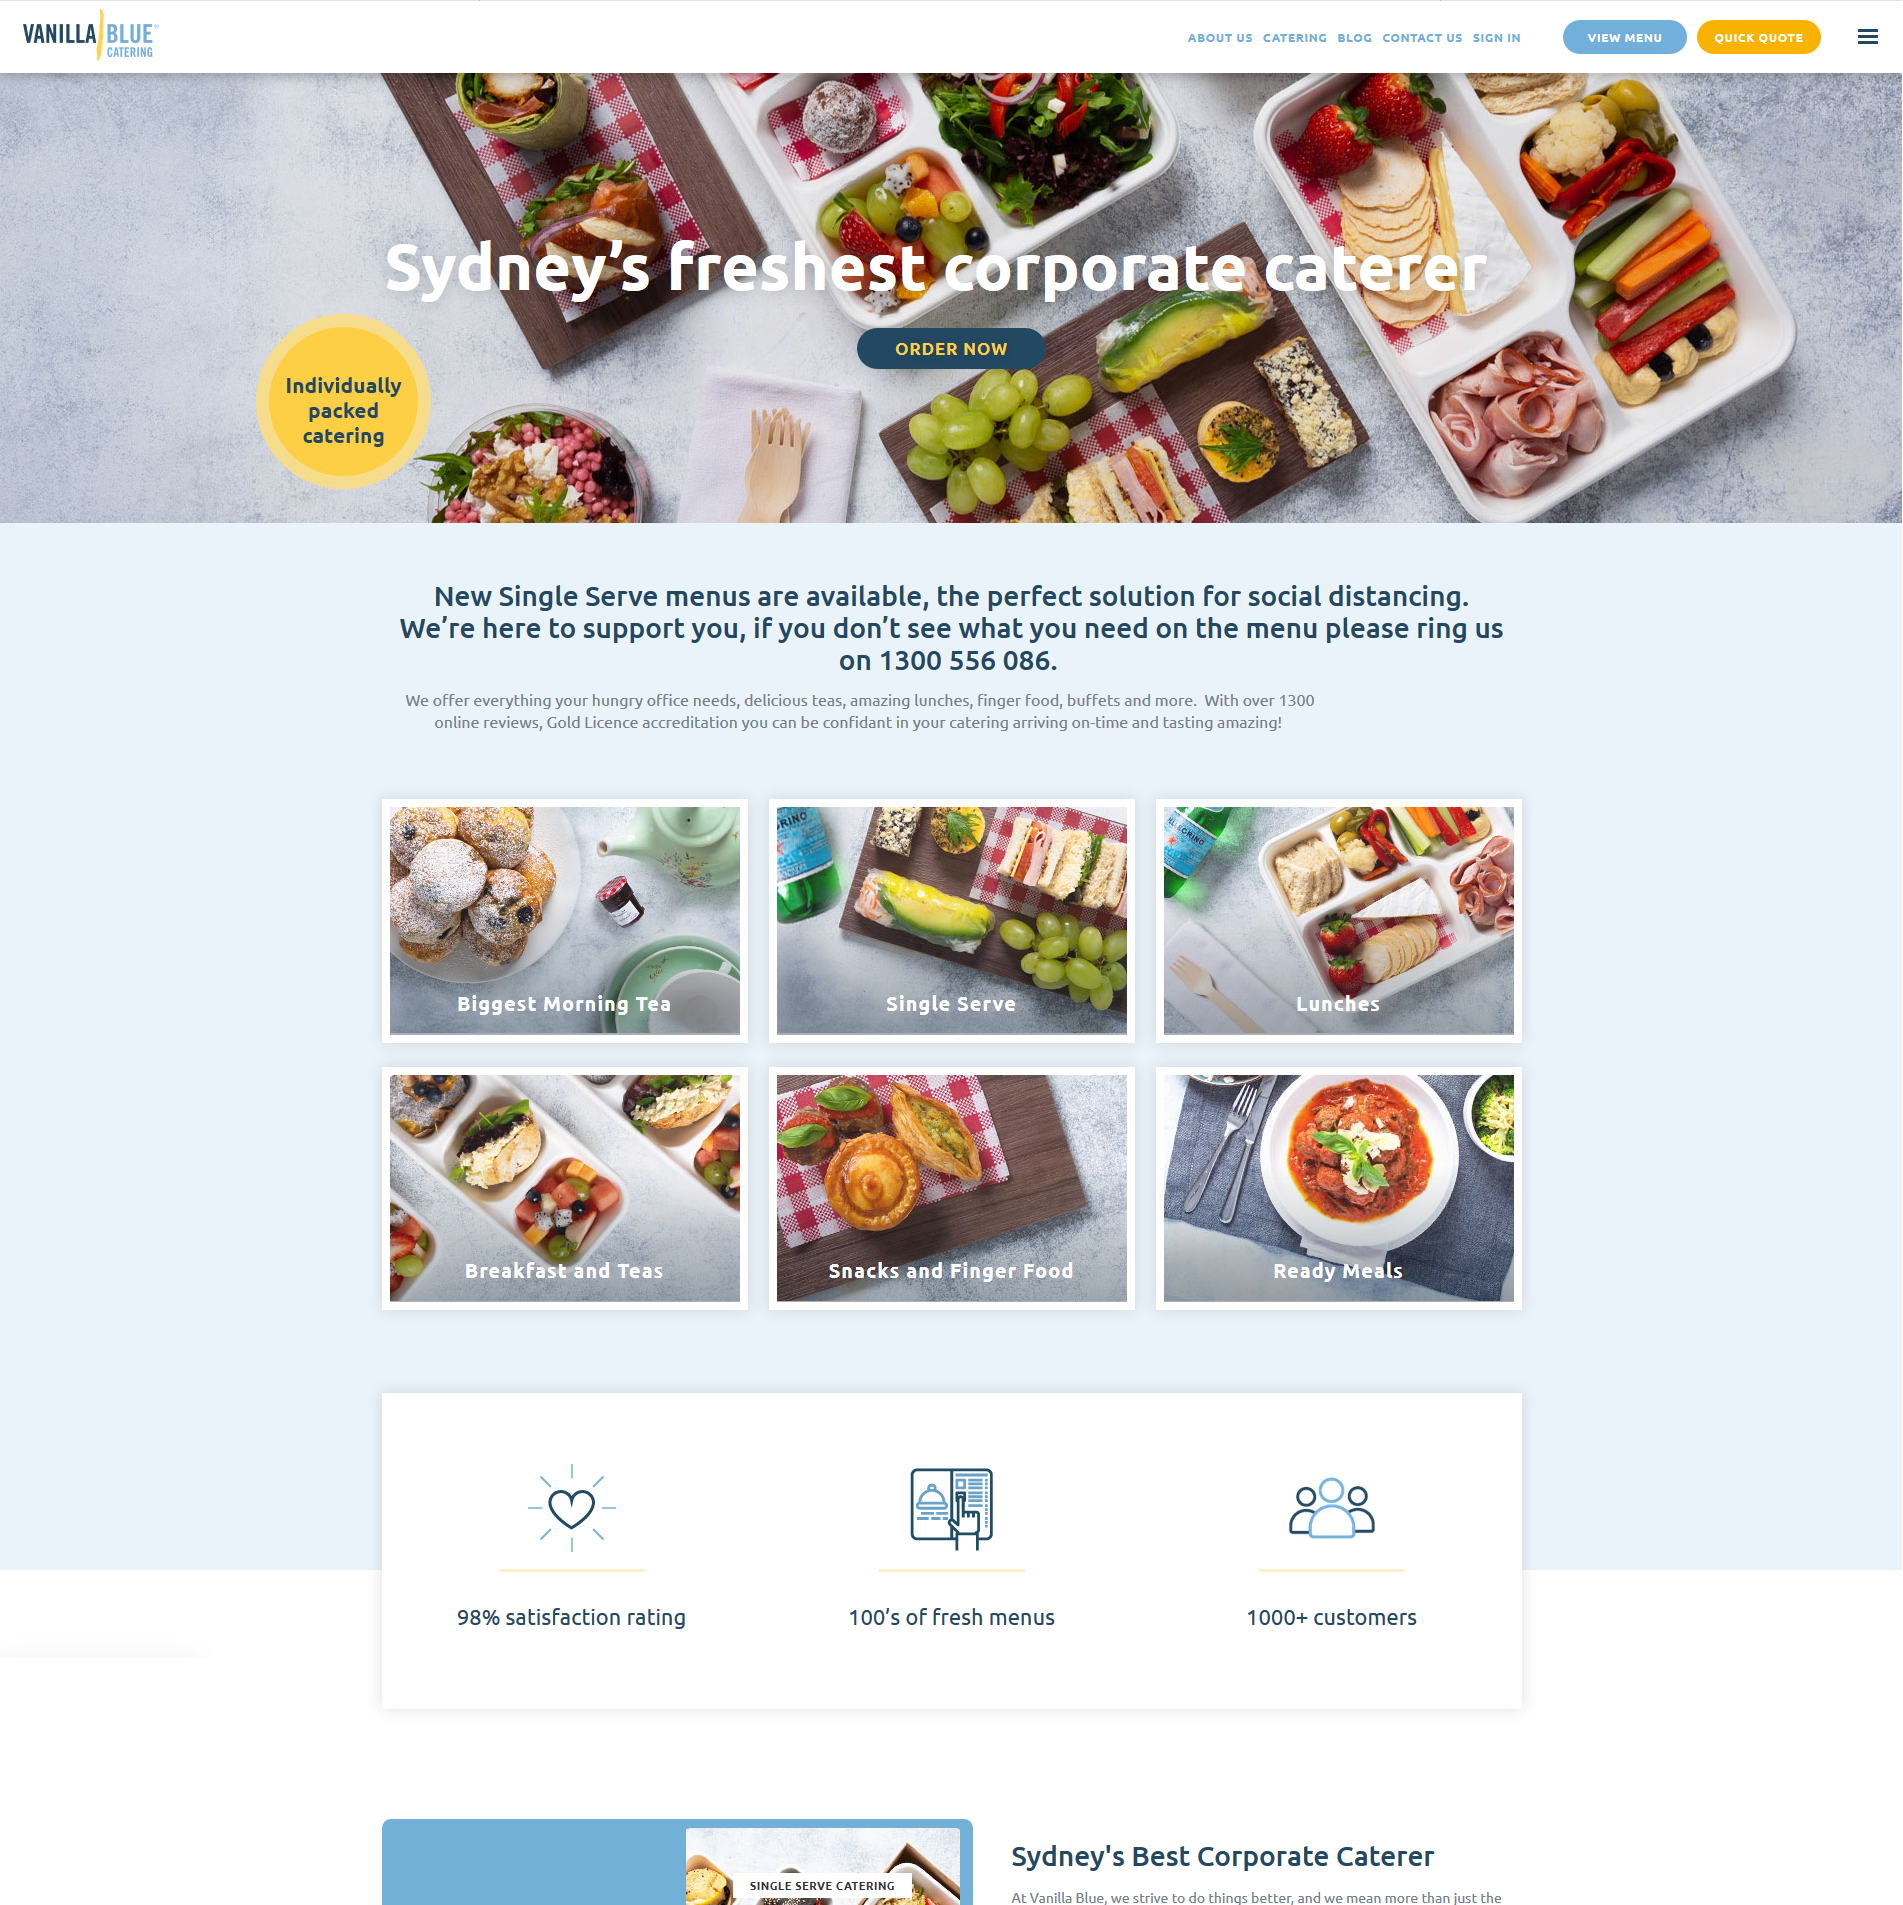 VANILLA BLUE®
CATERING
ABOUT US CATERING BLOG CONTACT US SIGN IN VIEW MENU QUICK QUOTE
Sydney’s freshest corporate caterer
ORDER NOW
Individually
packed
catering
New Single Serve menus are available, the perfect solution for social distancing.
We’re here to support you, if you don’t see what you need on the menu please ring us
on 1300 556 086.
We offer everything your hungry office needs, delicious teas, amazing lunches, finger food, buffets and more. With over 1300
online reviews, Gold Licence accreditation you can be confidant in your catering arriving on-time and tasting amazing!
Biggest Morning Tea
Single Serve
Lunches
Breakfast and Teas
Snacks and Finger Food
Ready Meals
98% satisfaction rating
100’s of fresh menus
1000+ customers
SINGLE SERVE CATERING
Sydney's Best Corporate Caterer
At Vanilla Blue, we strive to do things better, and we mean more than just the